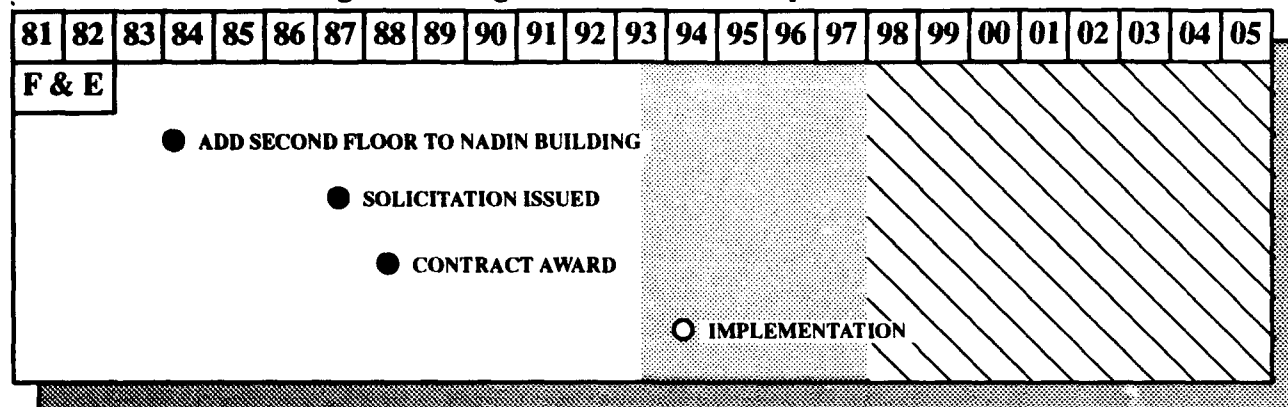 81 82 83 84 85 86 87 88 89 90 91 92 93 94 95 96 97 98 99 00 01 02 03 04 05
F & E
ADD SECOND FLOOR TO NADIN BUILDING
SOLICITATION ISSUED
CONTRACT AWARD
IMPLEMENTATION